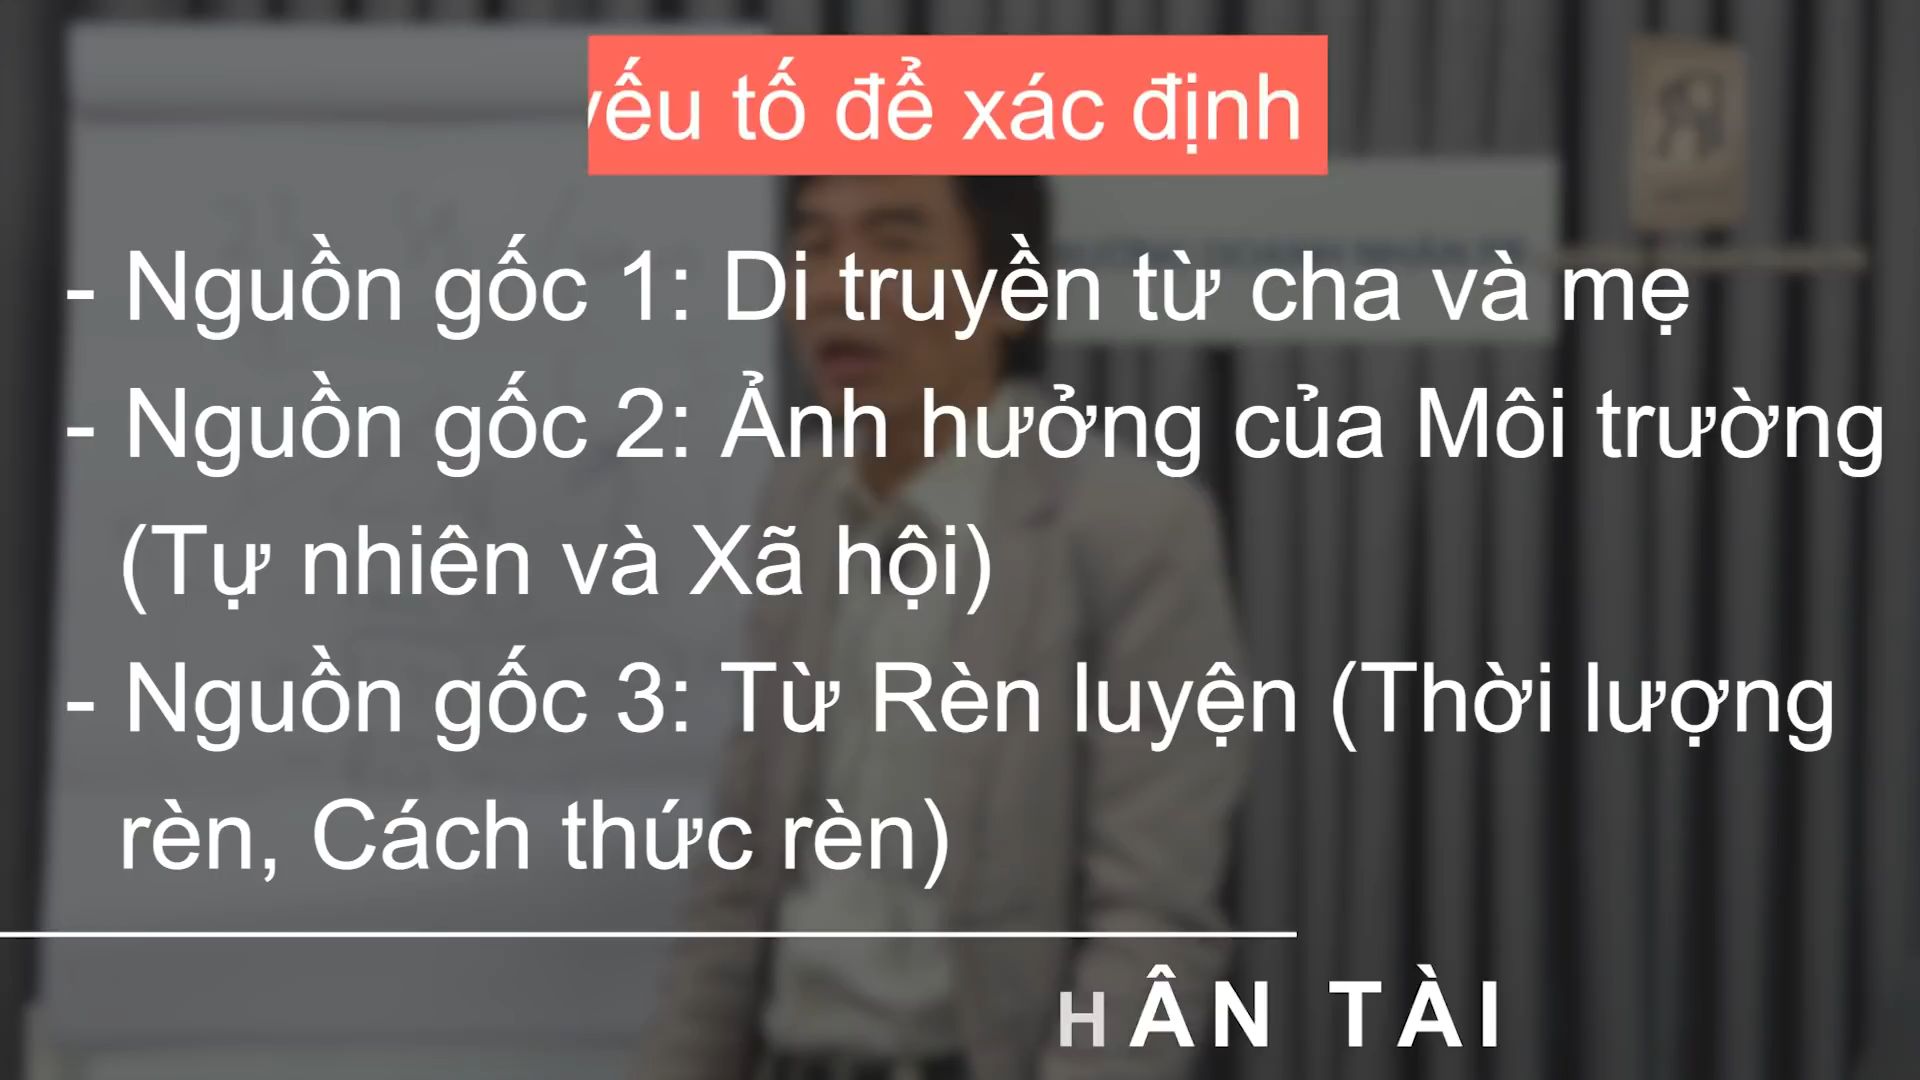 yếu tố để xác định
- Nguồn gốc 1: Di truyền từ cha và mẹ
- Nguồn gốc 2: Ảnh hưởng của Môi trường
(Tự nhiên và Xã hội)
- Nguồn gốc 3: Từ Rèn luyện (Thời lượng
rèn, Cách thức rèn)
HÂN TÀI